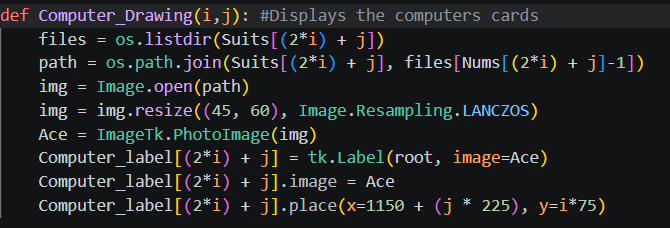 def Computer_Drawing(i,j): #Displays the computers cards
    files = os.listdir(Suits[(2*i) + j])
    path = os.path.join(Suits[(2*i) + j], files[Nums[(2*i) + j]-1])
    img = Image.open(path)
    img = img.resize((45, 60), Image.Resampling.LANCZOS)
    Ace = ImageTk.PhotoImage(img)
    Computer_label[(2*i) + j] = tk.Label(root, image=Ace)
    Computer_label[(2*i) + j].image = Ace
    Computer_label[(2*i) + j].place(x=1150 + (j * 225), y=i*75)